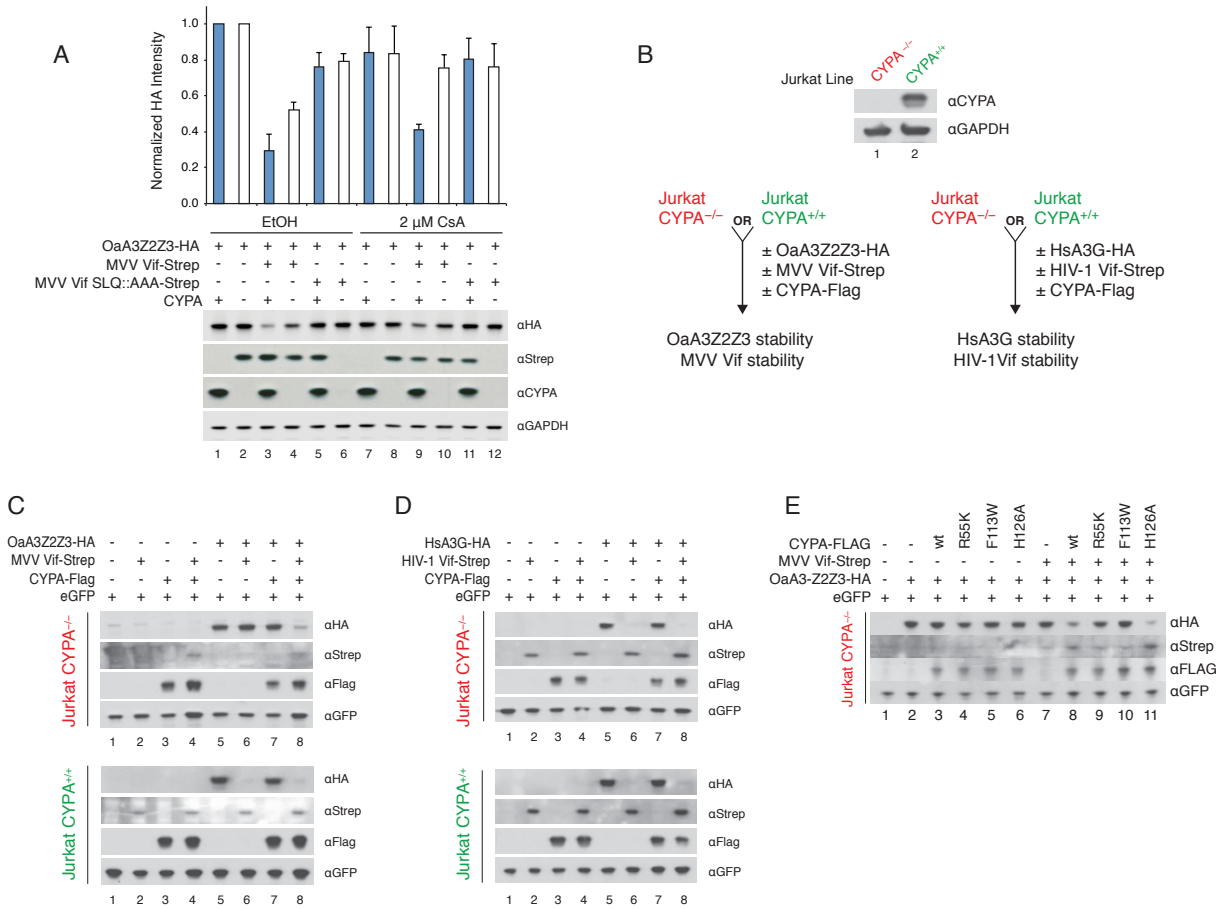 A
Normalized HA Intensity
1.0
0.8
0.6
0.4
0.2
0.0
EtOH 2 µM CsA
OaA3Z2Z3-HA + + + + + + + + + + + +
MVV Vif-Strep - - + + - - - - + + - -
MVV Vif SLQ::AAA-Strep - - - - + + - - - - + +
CYPA + - + - + - + - + - + -
αHA
αStrep
αCYPA
αGAPDH
1 2 3 4 5 6 7 8 9 10 11 12
B
Jurkat Line CYPA–/– CYPA+/+
αCYPA
αGAPDH
1 2
Jurkat CYPA–/– OR Jurkat CYPA+/+
± OaA3Z2Z3-HA
± MVV Vif-Strep
± CYPA-Flag
OaA3Z2Z3 stability
MVV Vif stability
Jurkat CYPA–/– OR Jurkat CYPA+/+
± HsA3G-HA
± HIV-1 Vif-Strep
± CYPA-Flag
HsA3G stability
HIV-1Vif stability
C
OaA3Z2Z3-HA - - - - + + + +
MVV Vif-Strep - + - + - + - +
CYPA-Flag - - + + - - + +
eGFP + + + + + + + +
Jurkat CYPA–/–
αHA
αStrep
αFlag
αGFP
1 2 3 4 5 6 7 8
Jurkat CYPA+/+
αHA
αStrep
αFlag
αGFP
1 2 3 4 5 6 7 8
D
HsA3G-HA - - - - + + + +
HIV-1 Vif-Strep - + - + - + - +
CYPA-Flag - - + + - - + +
eGFP + + + + + + + +
Jurkat CYPA–/–
αHA
αStrep
αFlag
αGFP
1 2 3 4 5 6 7 8
Jurkat CYPA+/+
αHA
αStrep
αFlag
αGFP
1 2 3 4 5 6 7 8
E
CYPA-FLAG - - wt R55K F113W H126A - wt R55K F113W H126A
MVV Vif-Strep - - - - - - + + + + +
OaA3-Z2Z3-HA - + + + + + + + + + +
eGFP + + + + + + + + + + +
Jurkat CYPA–/–
αHA
αStrep
αFLAG
αGFP
1 2 3 4 5 6 7 8 9 10 11